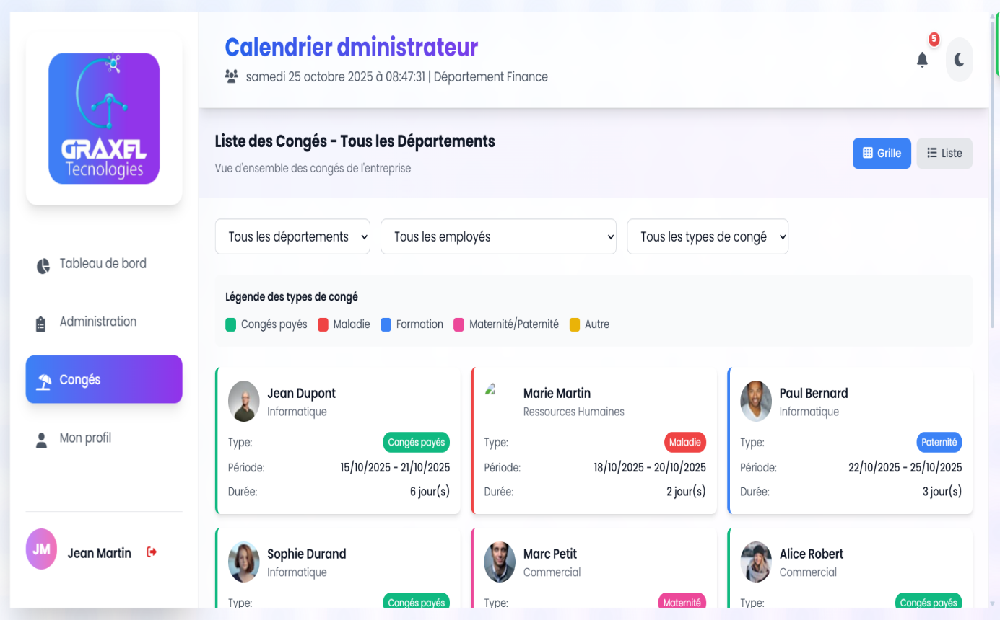 GRAXEL
Tecnologies
Tableau de bord
Administration
Congés
Mon profil
JM
Jean Martin
Calendrier dministrateur
samedi 25 octobre 2025 à 08:47:31 | Département Finance
5
Liste des Congés - Tous les Départements
Vue d'ensemble des congés de l'entreprise
Grille
Liste
Tous les départements
Tous les employés
Tous les types de congé
Légende des types de congé
Congés payés
Maladie
Formation
Maternité/Paternité
Autre
Jean Dupont
Informatique
Type:
Congés payés
Période:
15/10/2025 - 21/10/2025
Durée:
6 jour(s)
Marie Martin
Ressources Humaines
Type:
Maladie
Période:
18/10/2025 - 20/10/2025
Durée:
2 jour(s)
Paul Bernard
Informatique
Type:
Paternité
Période:
22/10/2025 - 25/10/2025
Durée:
3 jour(s)
Sophie Durand
Informatique
Type:
Congés payés
Marc Petit
Commercial
Type:
Maternité
Alice Robert
Commercial
Type:
Congés payés